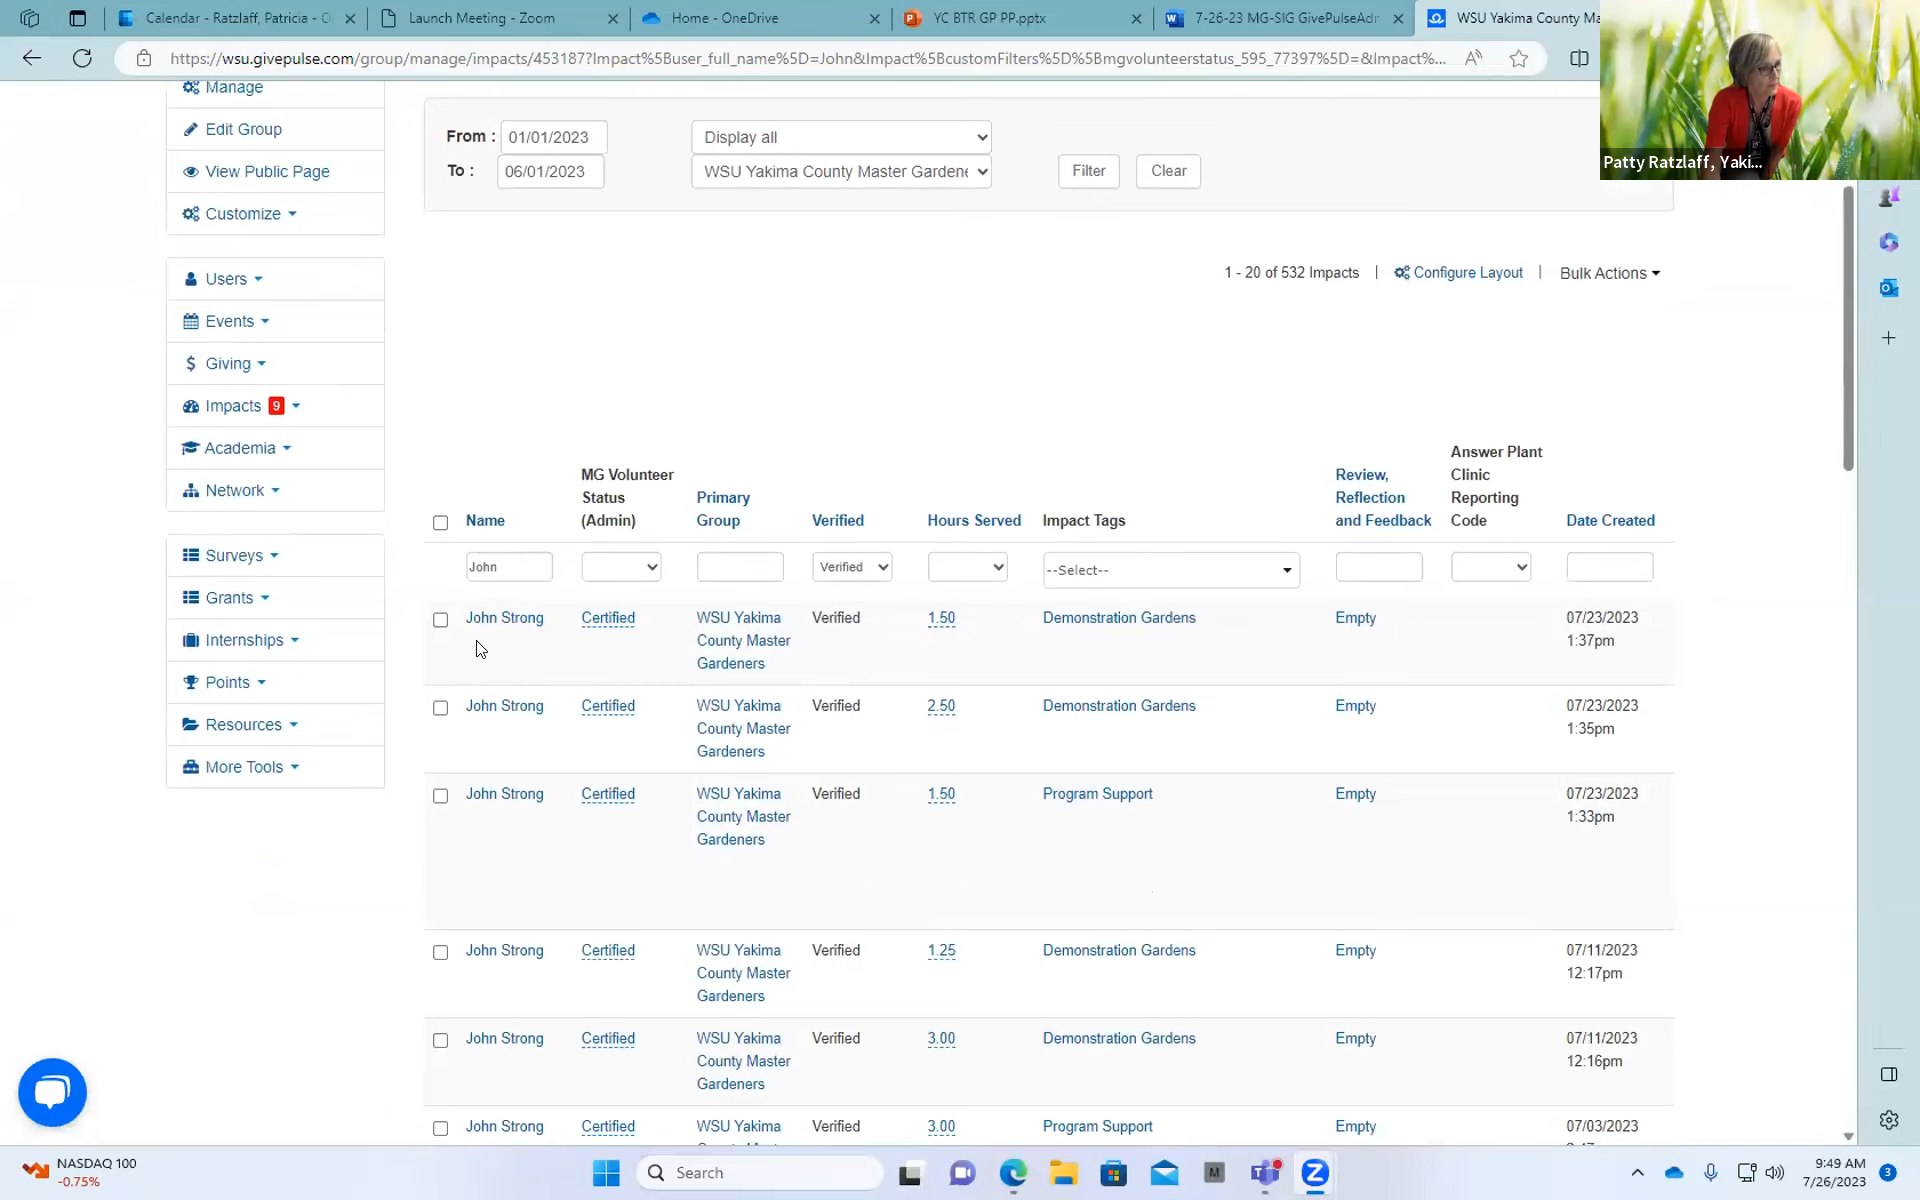 Calendar - Ratzlaff, Patricia - O
Launch Meeting - Zoom
Home - OneDrive
YC BTR GP PP.pptx
7-26-23 MG-SIG GivePulseAdr
WSU Yakima County Ma
https://wsu.givepulse.com/group/manage/impacts/453187?Impact%5Buser_full_name%5D=John&Impact%5BcustomFilters%5D%5Bmgvolunteerstatus_595_77397%5D=&Impact%...
Patty Ratzlaff, Yaki...
Manage
Edit Group
View Public Page
Customize
Users
Events
Giving
Impacts 9
Academia
Network
Surveys
Grants
Internships
Points
Resources
More Tools
From : 01/01/2023 Display all
To : 06/01/2023 WSU Yakima County Master Gardene Filter Clear
1 - 20 of 532 Impacts | Configure Layout | Bulk Actions
Name
MG Volunteer
Status
(Admin)
Primary
Group
Verified
Hours Served
Impact Tags
Review,
Reflection
and Feedback
Answer Plant
Clinic
Reporting
Code
Date Created
John Verified --Select--
John Strong Certified WSU Yakima Verified 1.50 Demonstration Gardens Empty 07/23/2023
County Master 1:37pm
Gardeners
John Strong Certified WSU Yakima Verified 2.50 Demonstration Gardens Empty 07/23/2023
County Master 1:35pm
Gardeners
John Strong Certified WSU Yakima Verified 1.50 Program Support Empty 07/23/2023
County Master 1:33pm
Gardeners
John Strong Certified WSU Yakima Verified 1.25 Demonstration Gardens Empty 07/11/2023
County Master 12:17pm
Gardeners
John Strong Certified WSU Yakima Verified 3.00 Demonstration Gardens Empty 07/11/2023
County Master 12:16pm
Gardeners
John Strong Certified WSU Yakima Verified 3.00 Program Support Empty 07/03/2023
NASDAQ 100
-0.75%
Search
9:49 AM
7/26/2023
3